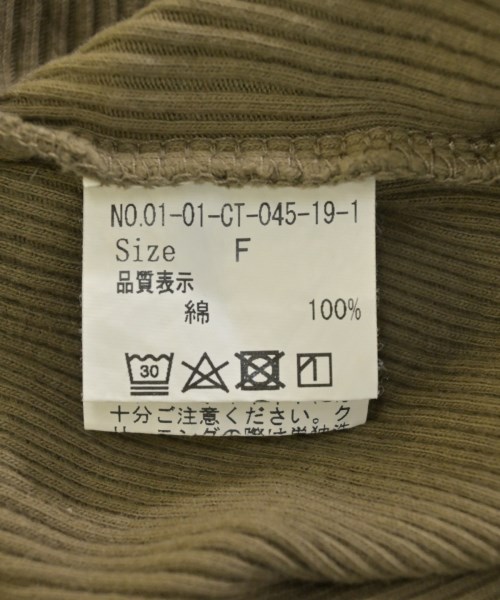 NO.01-01-CT-045-19-1
Size F
品質表示
綿 100%
30
十分ご注意ください。ク